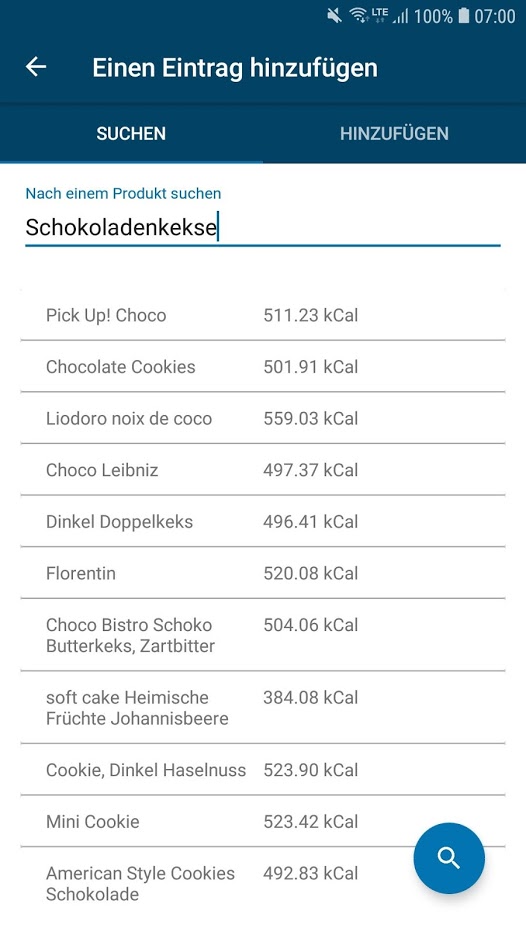 LTE 100% 07:00
Einen Eintrag hinzufügen
SUCHEN HINZUFÜGEN
Nach einem Produkt suchen
Schokoladenkekse
Pick Up! Choco 511.23 kCal
Chocolate Cookies 501.91 kCal
Liodoro noix de coco 559.03 kCal
Choco Leibniz 497.37 kCal
Dinkel Doppelkeks 496.41 kCal
Florentin 520.08 kCal
Choco Bistro Schoko 504.06 kCal
Butterkeks, Zartbitter
soft cake Heimische 384.08 kCal
Früchte Johannisbeere
Cookie, Dinkel Haselnuss 523.90 kCal
Mini Cookie 523.42 kCal
American Style Cookies 492.83 kCal
Schokolade